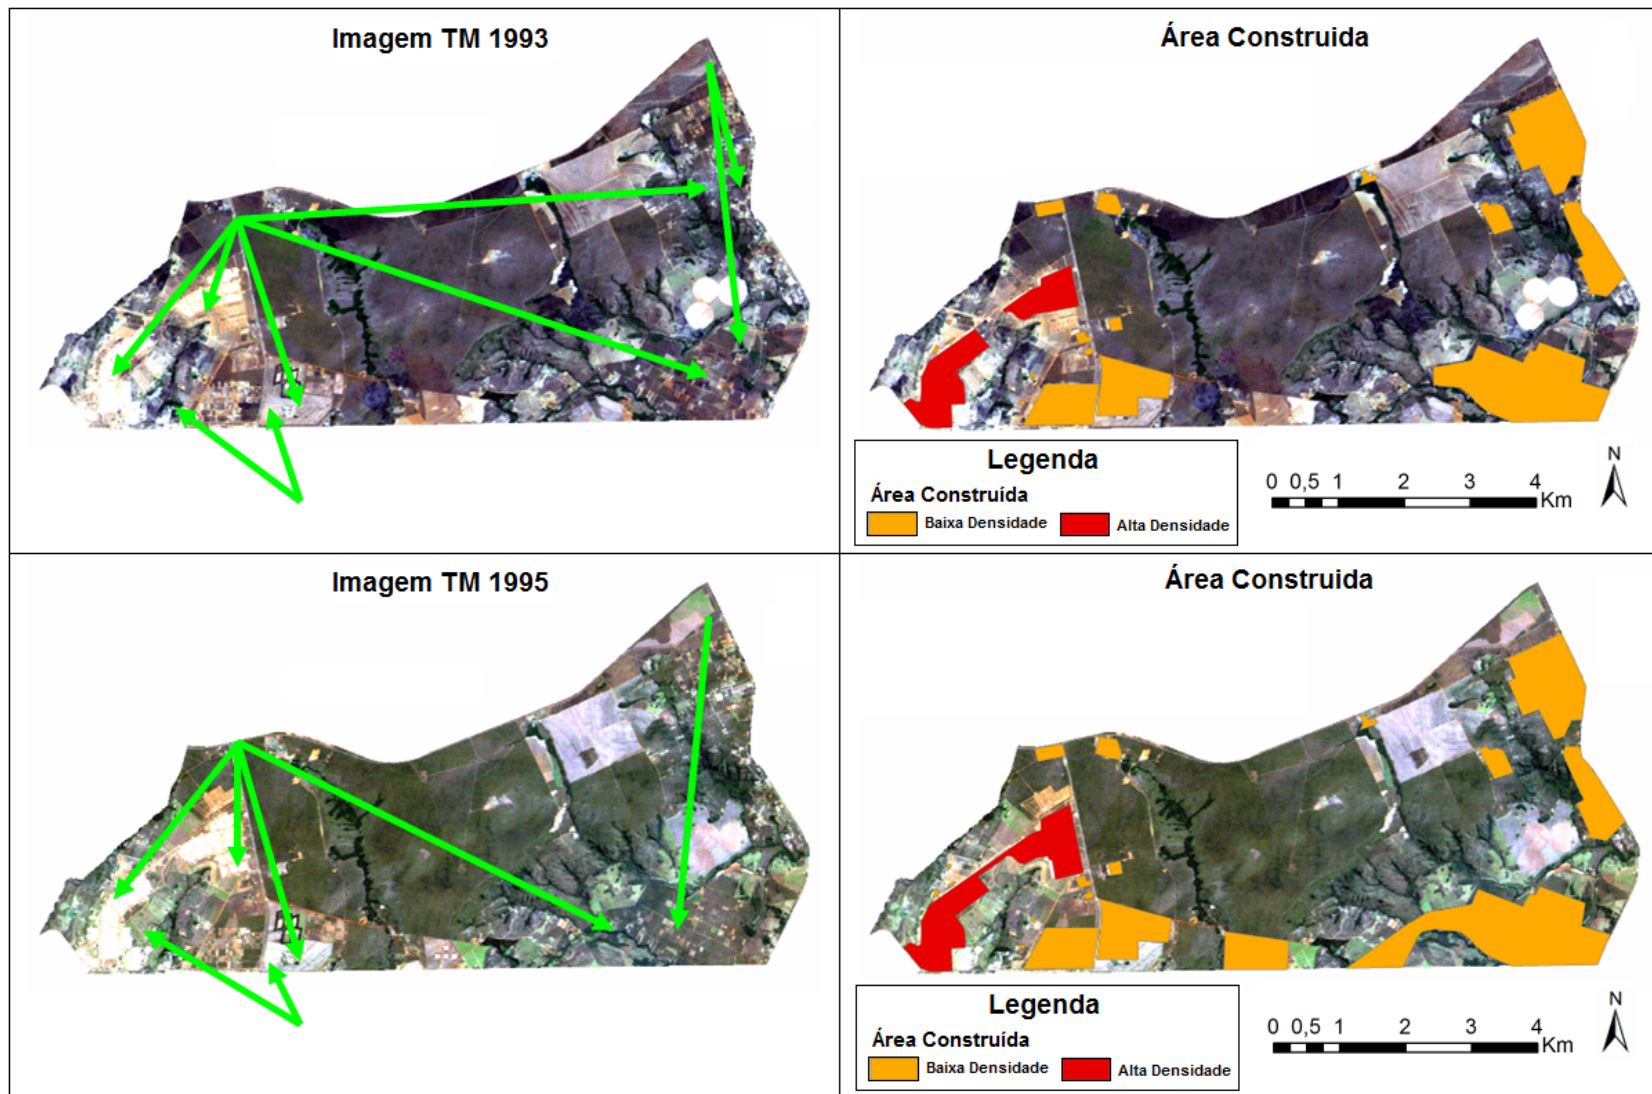 Imagem TM 1993
Área Construida
Legenda
Área Construída
Baixa Densidade
Alta Densidade
0 0,5 1 2 3 4
Km
N
Imagem TM 1995
Área Construida
Legenda
Área Construída
Baixa Densidade
Alta Densidade
0 0,5 1 2 3 4
Km
N